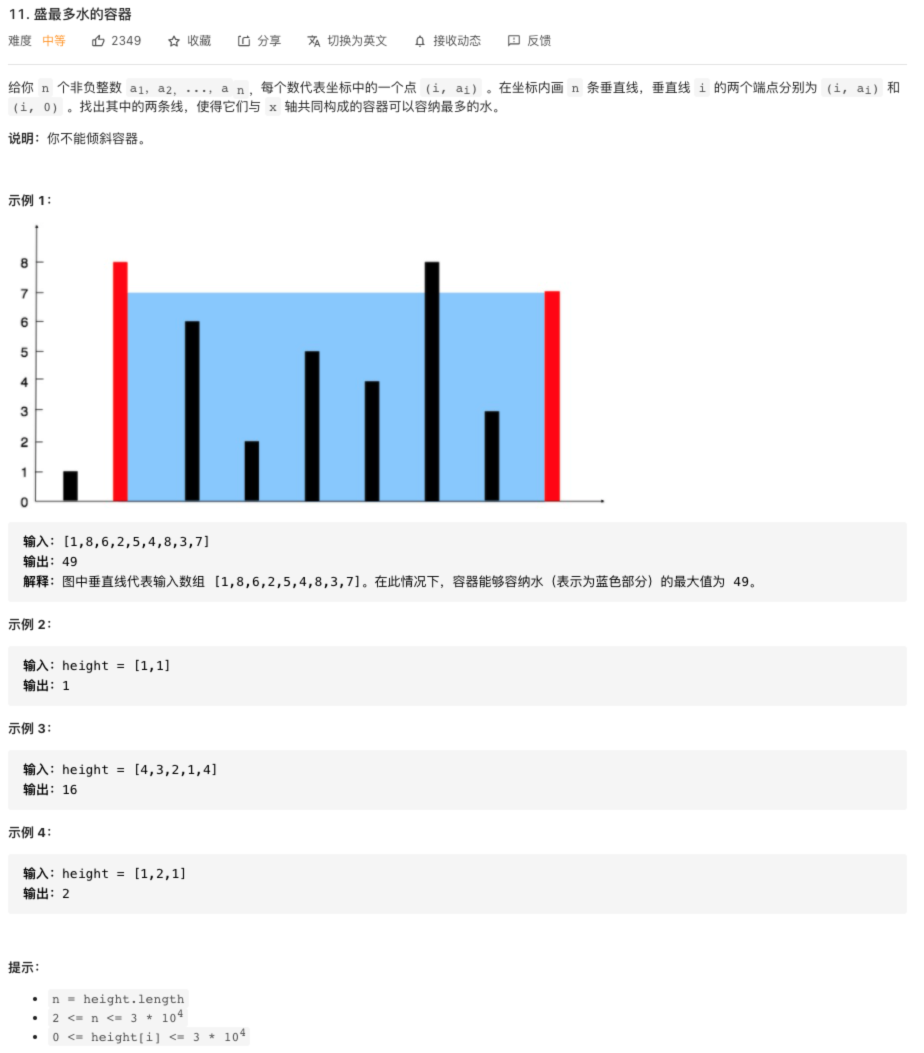 11. 盛最多水的容器
难度 中等 2349 收藏 分享 切换为英文 接收动态 反馈
给你 n 个非负整数 a1, a2, ..., a n, 每个数代表坐标中的一个点 (i, ai) 。在坐标内画 n 条垂直线，垂直线 i 的两个端点分别为 (i, ai) 和
(i, 0) 。找出其中的两条线，使得它们与 x 轴共同构成的容器可以容纳最多的水。
说明：你不能倾斜容器。
示例 1：
8
7
6
5
4
3
2
1
0
输入：[1,8,6,2,5,4,8,3,7]
输出：49
解释：图中垂直线代表输入数组 [1,8,6,2,5,4,8,3,7]。在此情况下，容器能够容纳水（表示为蓝色部分）的最大值为 49。
示例 2：
输入：height = [1,1]
输出：1
示例 3：
输入：height = [4,3,2,1,4]
输出：16
示例 4：
输入：height = [1,2,1]
输出：2
提示：
• n = height.length
• 2 <= n <= 3 * 10^4
• 0 <= height[i] <= 3 * 10^4